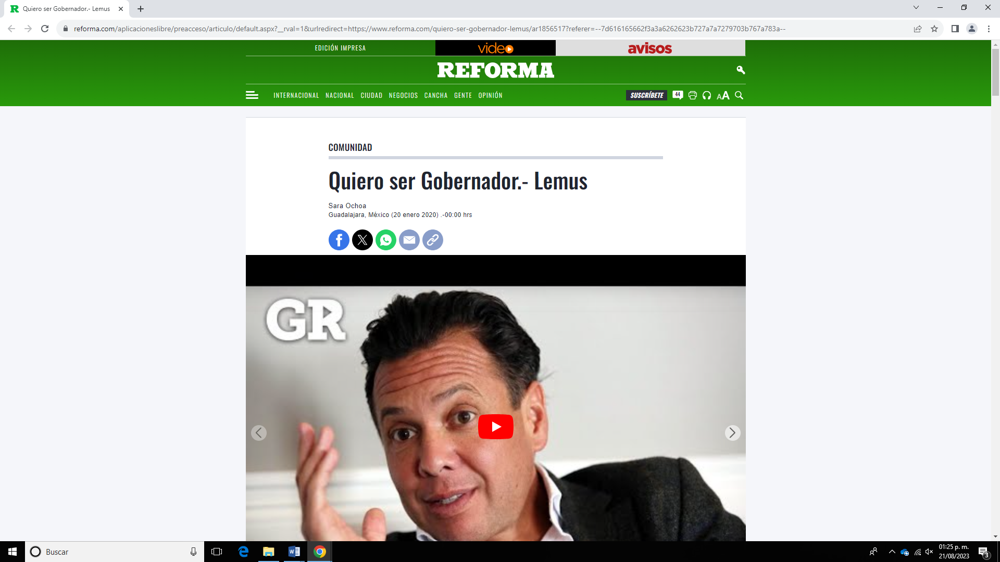 Quiero ser Gobernador.- Lemus
reforma.com/aplicacioneslibre/preacceso/articulo/default.aspx?__rval=1&urlredirect=https://www.reforma.com/quiero-ser-gobernador-lemus/ar1856517?referer=--7d616165662f3a3a6262623b727a7a7279703b767a783a--
EDICIÓN IMPRESA
video
avisos
REFORMA
INTERNACIONAL NACIONAL CIUDAD NEGOCIOS CANCHA GENTE OPINIÓN
SUSCRÍBETE 44 AA
COMUNIDAD
Quiero ser Gobernador.- Lemus
Sara Ochoa
Guadalajara, México (20 enero 2020) .-00:00 hrs
GR
Buscar
01:25 p. m.
21/08/2023
3